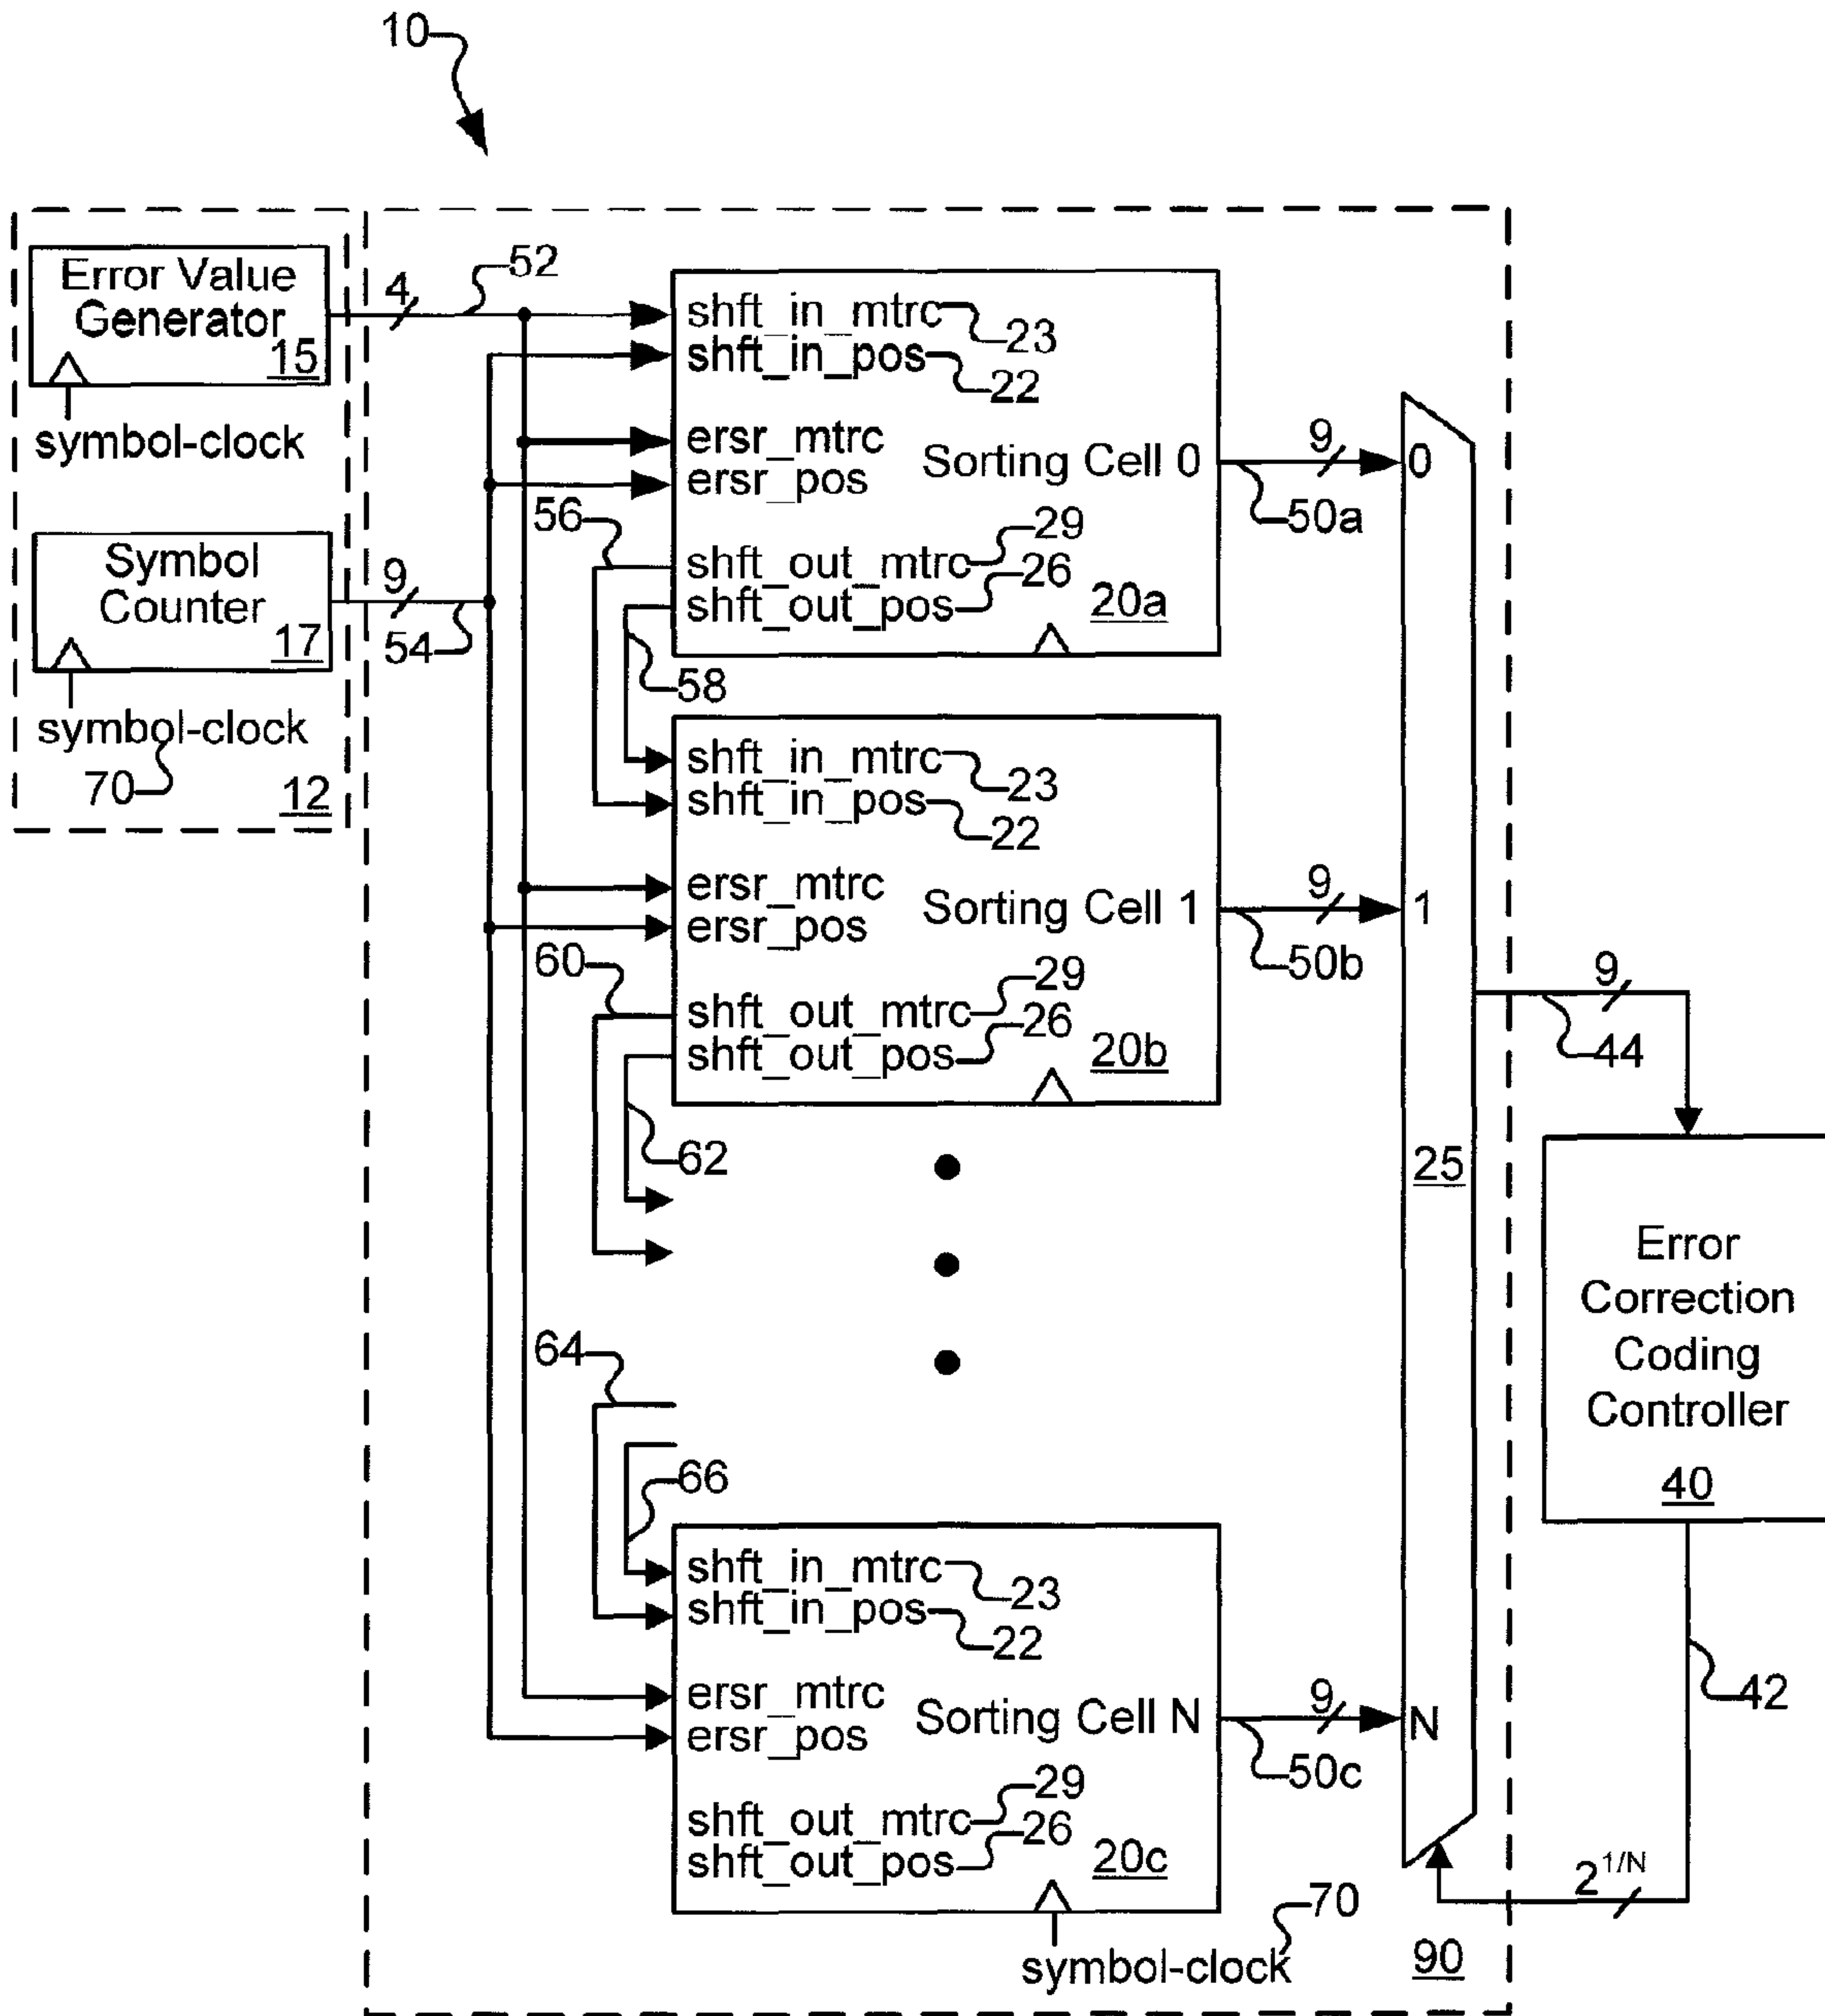 10
Error Value
Generator
15
symbol-clock
Symbol
Counter
17
symbol-clock
70
12
4
52
9
54
shft_in_mtrc
23
shft_in_pos
22
ersr_mtrc
ersr_pos
Sorting Cell 0
56
shft_out_mtrc
29
shft_out_pos
26
20a
58
9
50a
0
shft_in_mtrc
23
shft_in_pos
22
ersr_mtrc
ersr_pos
Sorting Cell 1
60
shft_out_mtrc
29
shft_out_pos
26
20b
62
9
50b
1
9
44
25
Error
Correction
Coding
Controller
40
64
66
shft_in_mtrc
23
shft_in_pos
22
ersr_mtrc
ersr_pos
Sorting Cell N
shft_out_mtrc
29
shft_out_pos
26
20c
9
50c
N
42
2^1/N
symbol-clock
70
90